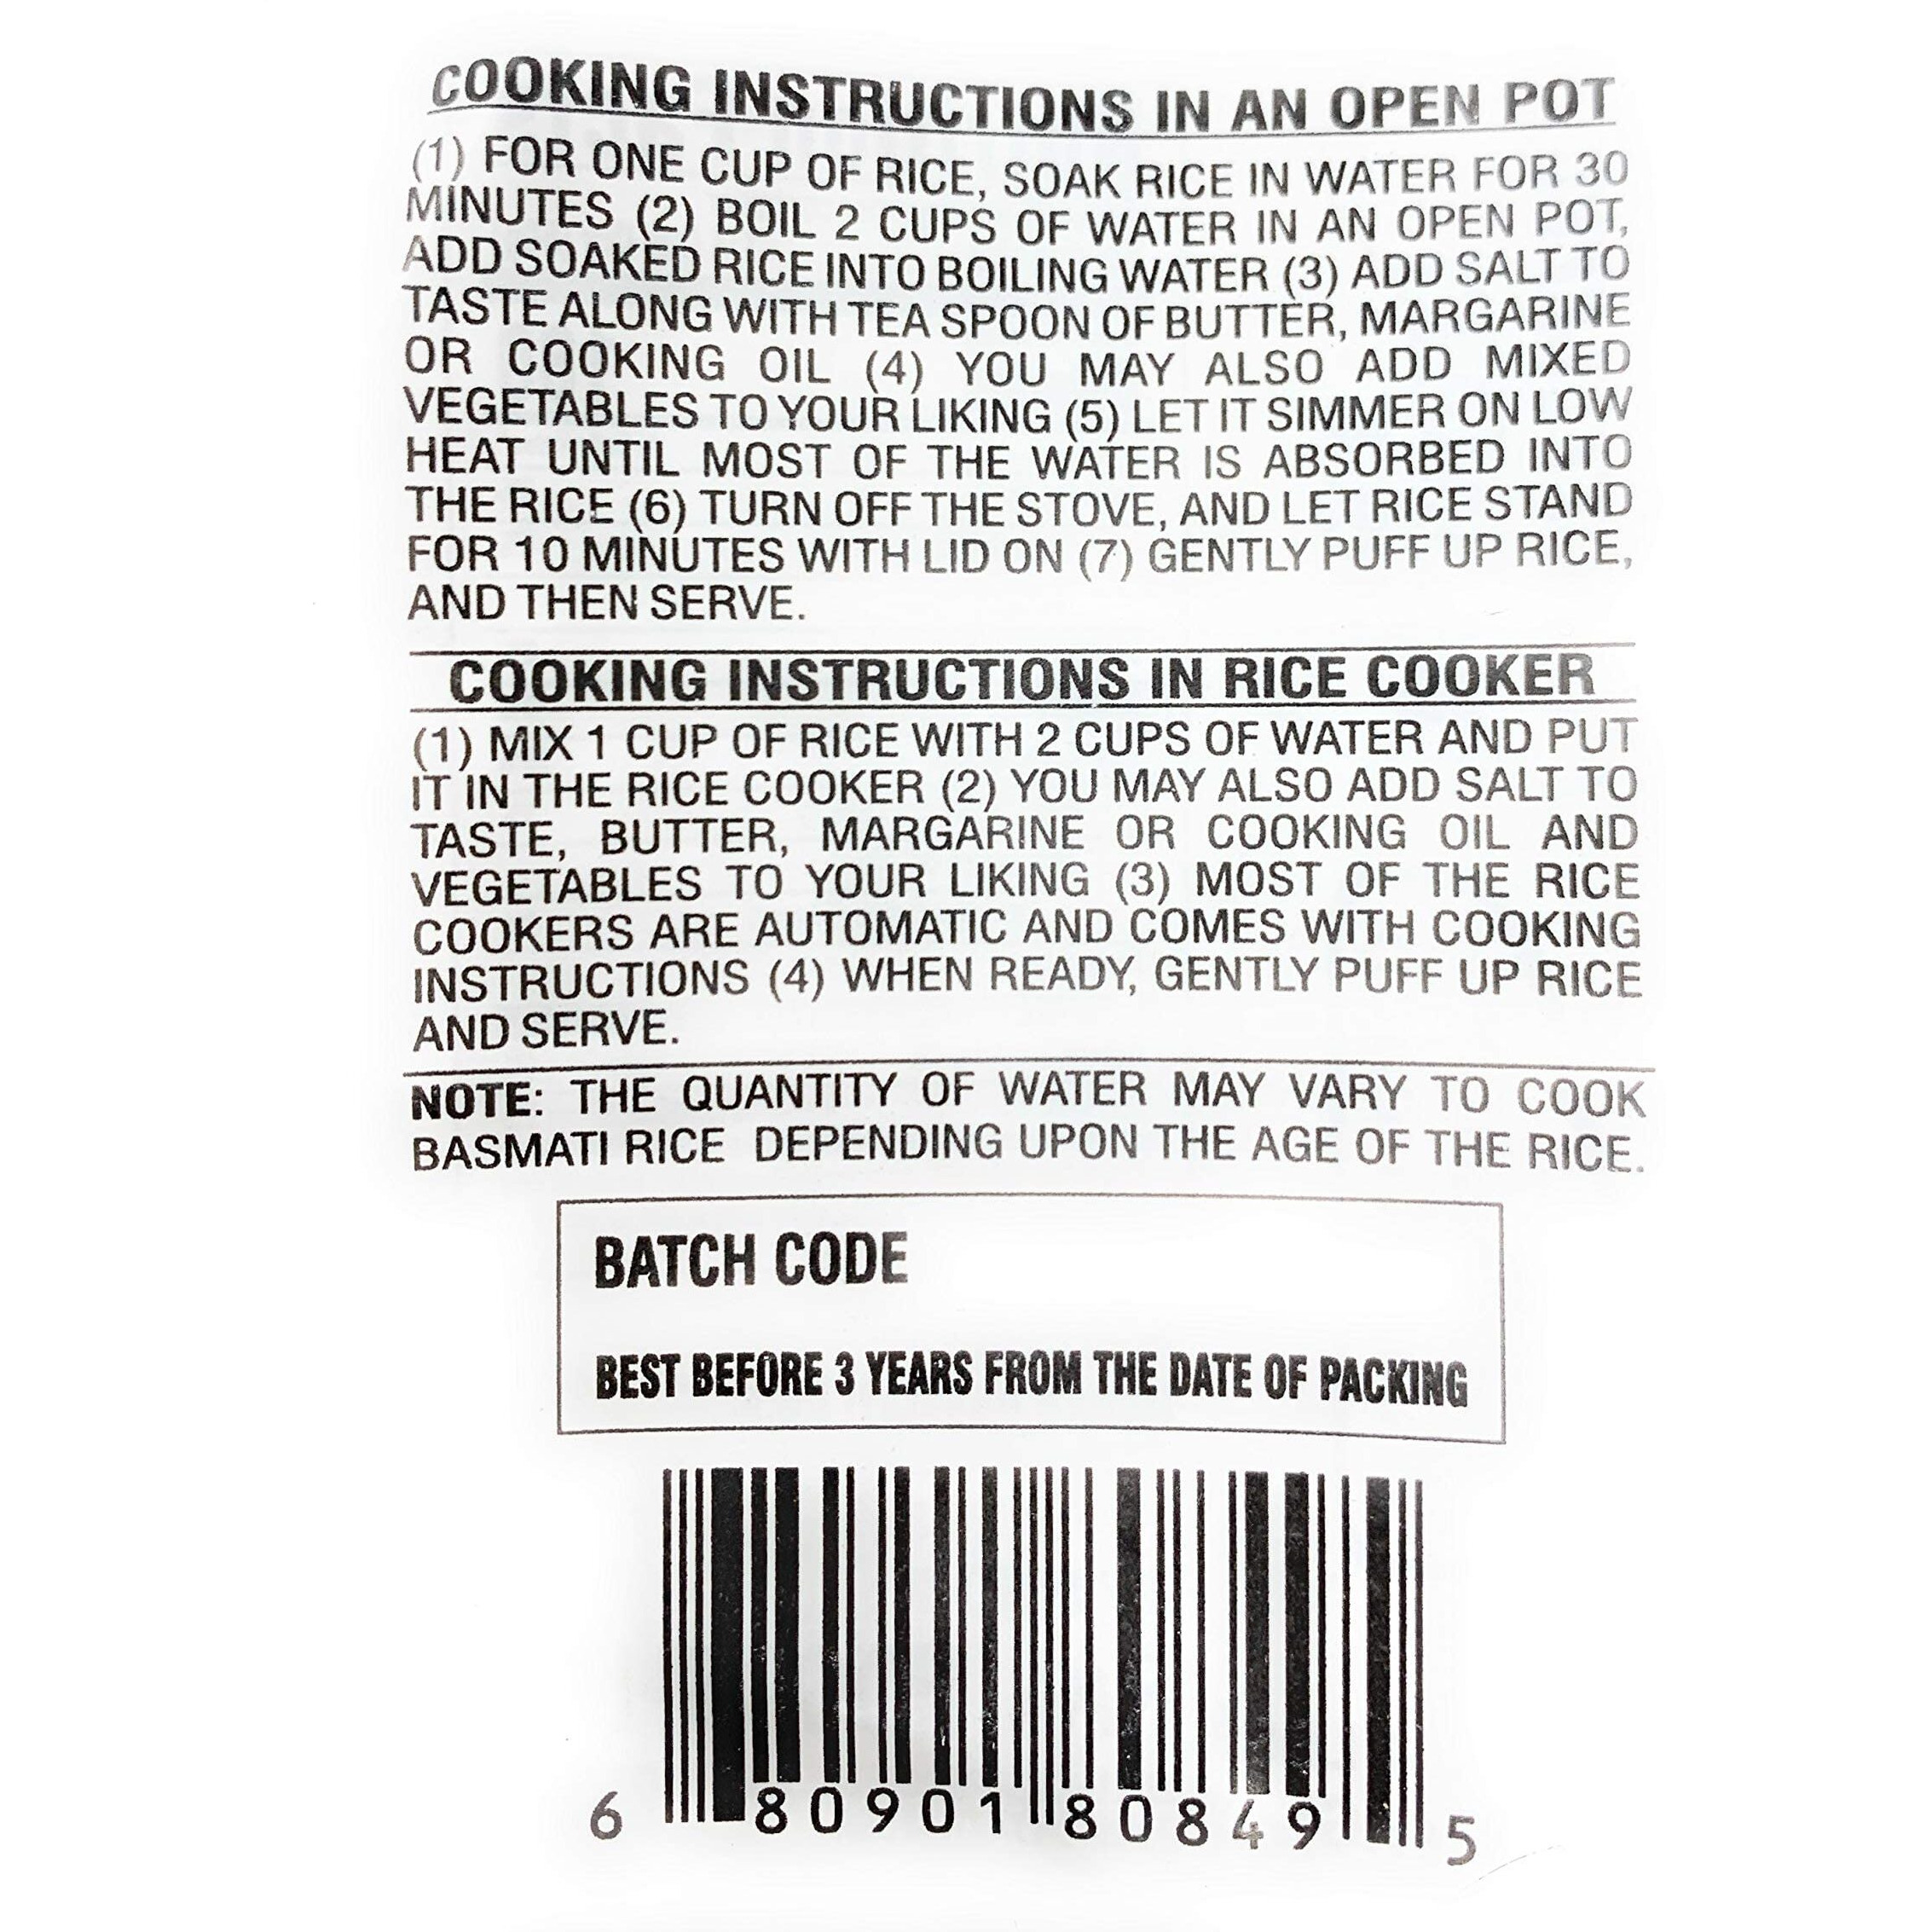 COOKING INSTRUCTIONS IN AN OPEN POT
(1) FOR ONE CUP OF RICE, SOAK RICE IN WATER FOR 30
MINUTES (2) BOIL 2 CUPS OF WATER IN AN OPEN POT,
ADD SOAKED RICE INTO BOILING WATER (3) ADD SALT TO
TASTE ALONG WITH TEA SPOON OF BUTTER, MARGARINE
OR COOKING OIL (4) YOU MAY ALSO ADD MIXED
VEGETABLES TO YOUR LIKING (5) LET IT SIMMER ON LOW
HEAT UNTIL MOST OF THE WATER IS ABSORBED INTO
THE RICE (6) TURN OFF THE STOVE, AND LET RICE STAND
FOR 10 MINUTES WITH LID ON (7) GENTLY PUFF UP RICE,
AND THEN SERVE.
COOKING INSTRUCTIONS IN RICE COOKER
(1) MIX 1 CUP OF RICE WITH 2 CUPS OF WATER AND PUT
IT IN THE RICE COOKER (2) YOU MAY ALSO ADD SALT TO
TASTE, BUTTER, MARGARINE OR COOKING OIL AND
VEGETABLES TO YOUR LIKING (3) MOST OF THE RICE
COOKERS ARE AUTOMATIC AND COMES WITH COOKING
INSTRUCTIONS (4) WHEN READY, GENTLY PUFF UP RICE
AND SERVE.
NOTE: THE QUANTITY OF WATER MAY VARY TO COOK
BASMATI RICE DEPENDING UPON THE AGE OF THE RICE.
BATCH CODE
BEST BEFORE 3 YEARS FROM THE DATE OF PACKING
6 80901 80849 5